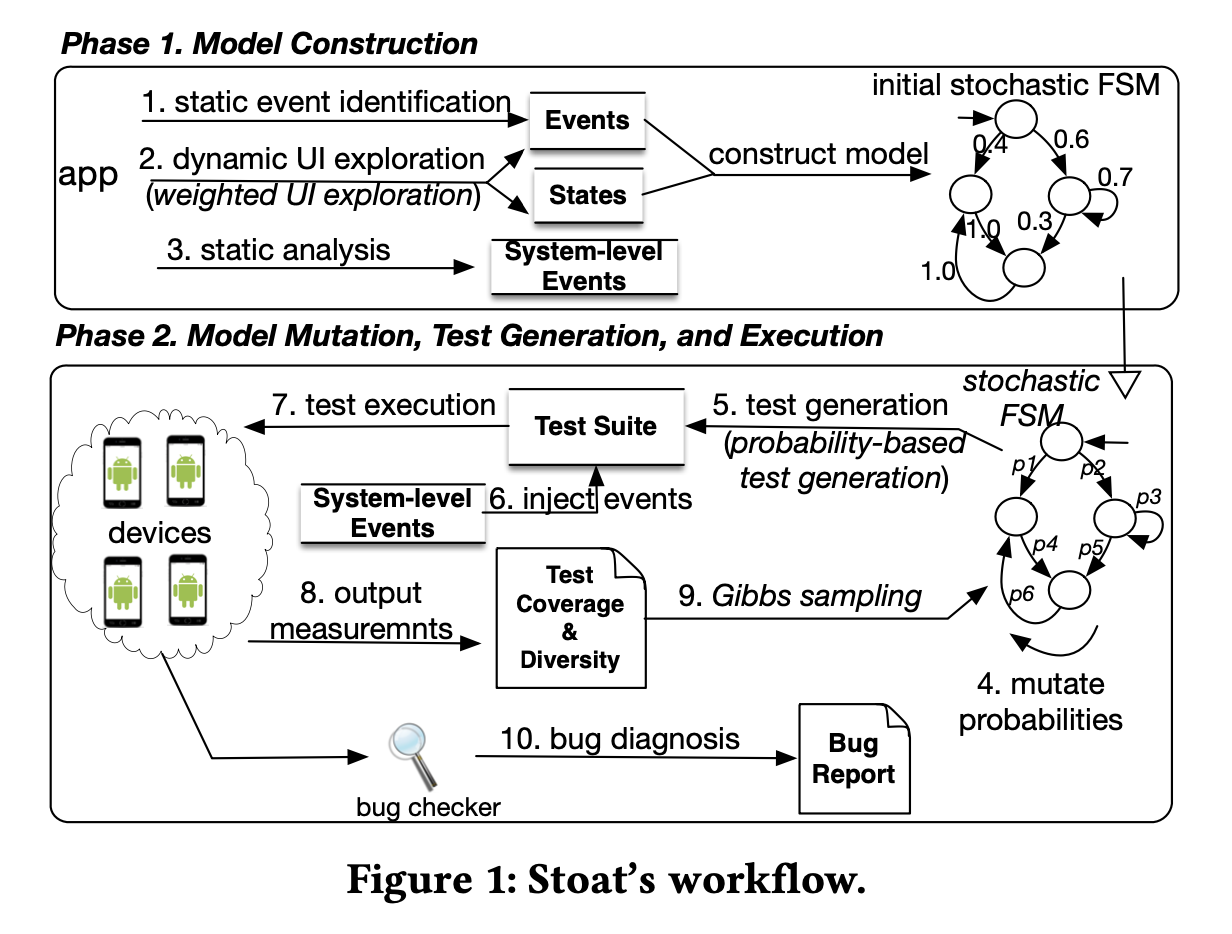 Phase 1. Model Construction
initial stochastic FSM
1. static event identification
Events
app
2. dynamic UI exploration
(weighted UI exploration)
States
construct model
3. static analysis
System-level
Events
0.4
0.6
0.7
1.0
0.3
1.0
Phase 2. Model Mutation, Test Generation, and Execution
stochastic
FSM
7. test execution
Test Suite
5. test generation
(probability-based
test generation)
System-level
Events
6. inject events
devices
p1
p2
p3
p4
p5
p6
8. output
measuremnts
Test
Coverage
&
Diversity
9. Gibbs sampling
4. mutate
probabilities
bug checker
10. bug diagnosis
Bug
Report
Figure 1: Stoat's workflow.